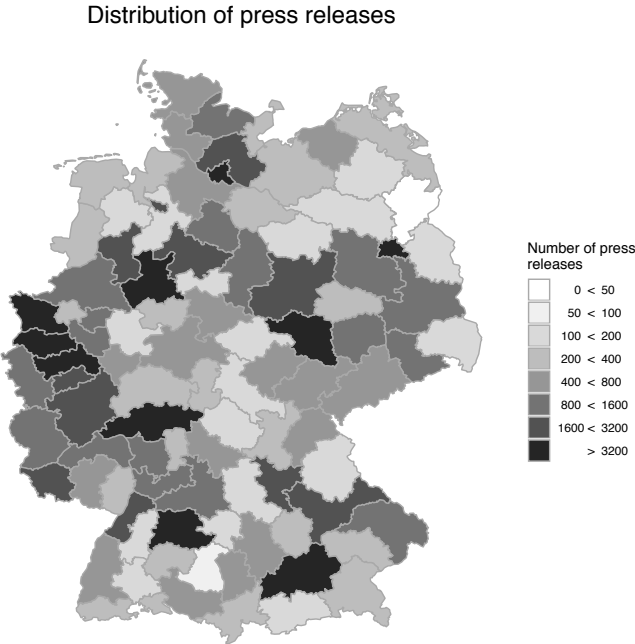 Distribution of press releases
Number of press
releases
0 < 50
50 < 100
100 < 200
200 < 400
400 < 800
800 < 1600
1600 < 3200
> 3200